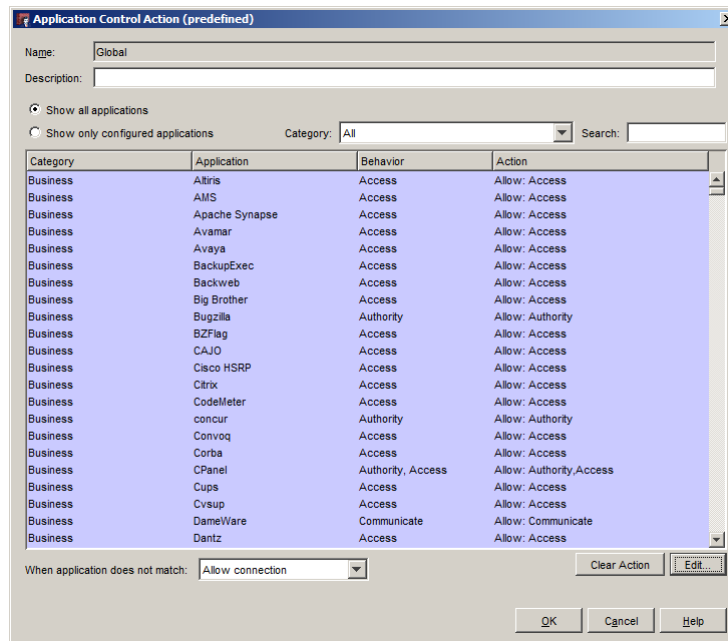 Application Control Action (predefined)
Name: Global
Description:
Show all applications
Show only configured applications Category: All Search:
Category Application Behavior Action
Business Altiris Access Allow: Access
Business AMS Access Allow: Access
Business Apache Synapse Access Allow: Access
Business Avamar Access Allow: Access
Business Avaya Access Allow: Access
Business BackupExec Access Allow: Access
Business Backweb Access Allow: Access
Business Big Brother Access Allow: Access
Business Bugzilla Authority Allow: Authority
Business BZFlag Access Allow: Access
Business CAJO Access Allow: Access
Business Cisco HSRP Access Allow: Access
Business Citrix Access Allow: Access
Business CodeMeter Access Allow: Access
Business concur Authority Allow: Authority
Business Convoq Access Allow: Access
Business Corba Access Allow: Access
Business CPanel Authority, Access Allow: Authority,Access
Business Cups Access Allow: Access
Business Cvsup Access Allow: Access
Business DameWare Communicate Allow: Communicate
Business Dantz Access Allow: Access
When application does not match: Allow connection Clear Action Edit...
OK Cancel Help